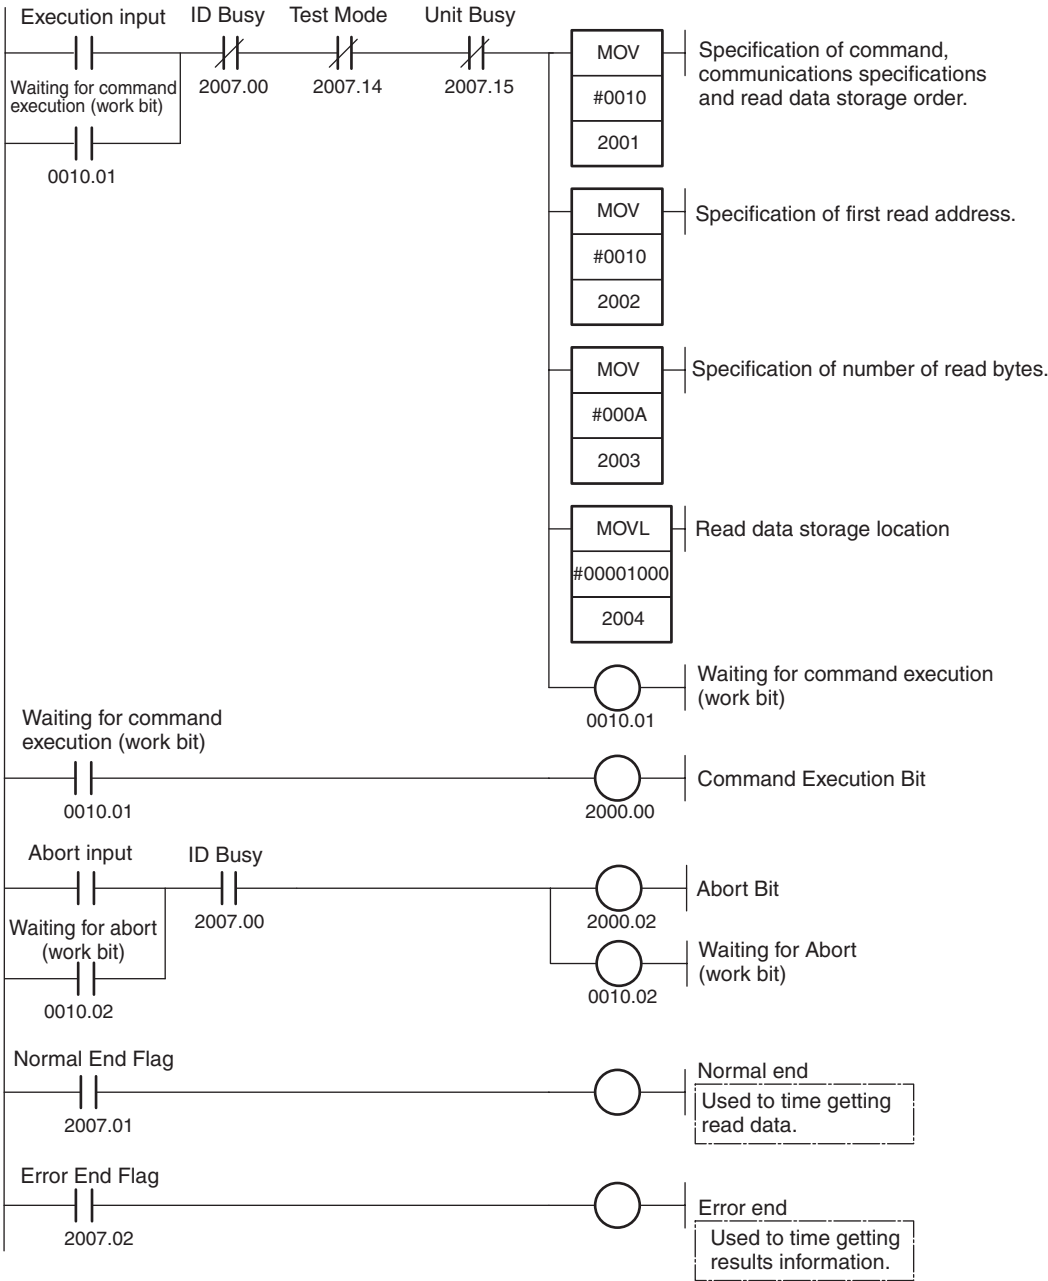 Execution input
ID Busy
Test Mode
Unit Busy
2007.00
2007.14
2007.15
Waiting for command
execution (work bit)
0010.01
MOV
#0010
2001
Specification of command,
communications specifications
and read data storage order.
MOV
#0010
2002
Specification of first read address.
MOV
#000A
2003
Specification of number of read bytes.
MOVL
#00001000
2004
Read data storage location
0010.01
Waiting for command execution
(work bit)
Waiting for command
execution (work bit)
0010.01
2000.00
Command Execution Bit
Abort input
ID Busy
2007.00
2000.02
Abort Bit
Waiting for abort
(work bit)
0010.02
0010.02
Waiting for Abort
(work bit)
Normal End Flag
2007.01
Normal end
Used to time getting
read data.
Error End Flag
2007.02
Error end
Used to time getting
results information.